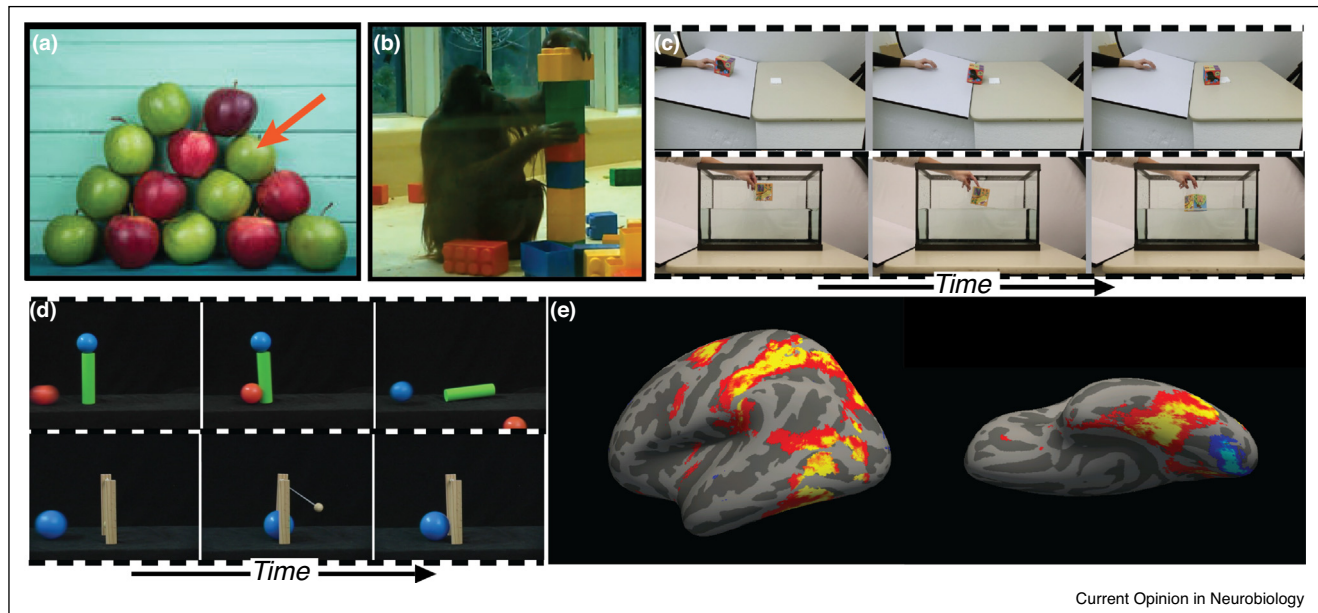 (a)
(b)
(c)
Time
(d)
(e)
Time
Current Opinion in Neurobiology